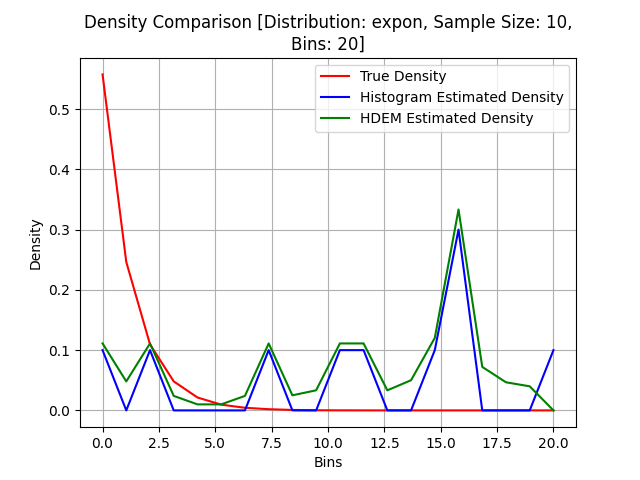 Density Comparison [Distribution: expon, Sample Size: 10,
Bins: 20]
True Density
Histogram Estimated Density
HDEM Estimated Density
Density
0.5
0.4
0.3
0.2
0.1
0.0
0.0 2.5 5.0 7.5 10.0 12.5 15.0 17.5 20.0
Bins